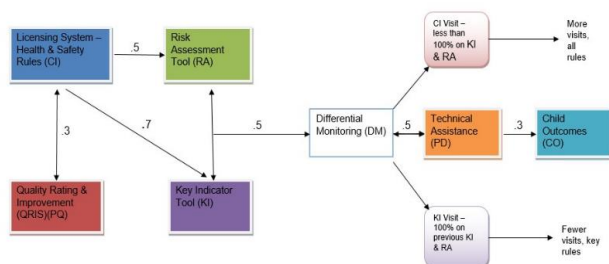 Licensing System –
Health & Safety
Rules (CI)
.5
Risk
Assessment
Tool (RA)
CI Visit –
less than
100% on KI
& RA
More
visits,
all
rules
.3
.7
.5
Differential
Monitoring (DM)
.5
Technical
Assistance
(PD)
.3
Child
Outcomes
(CO)
Quality Rating &
Improvement
(QRIS)(PQ)
Key Indicator
Tool (KI)
KI Visit –
100% on
previous KI
& RA
Fewer
visits, key
rules